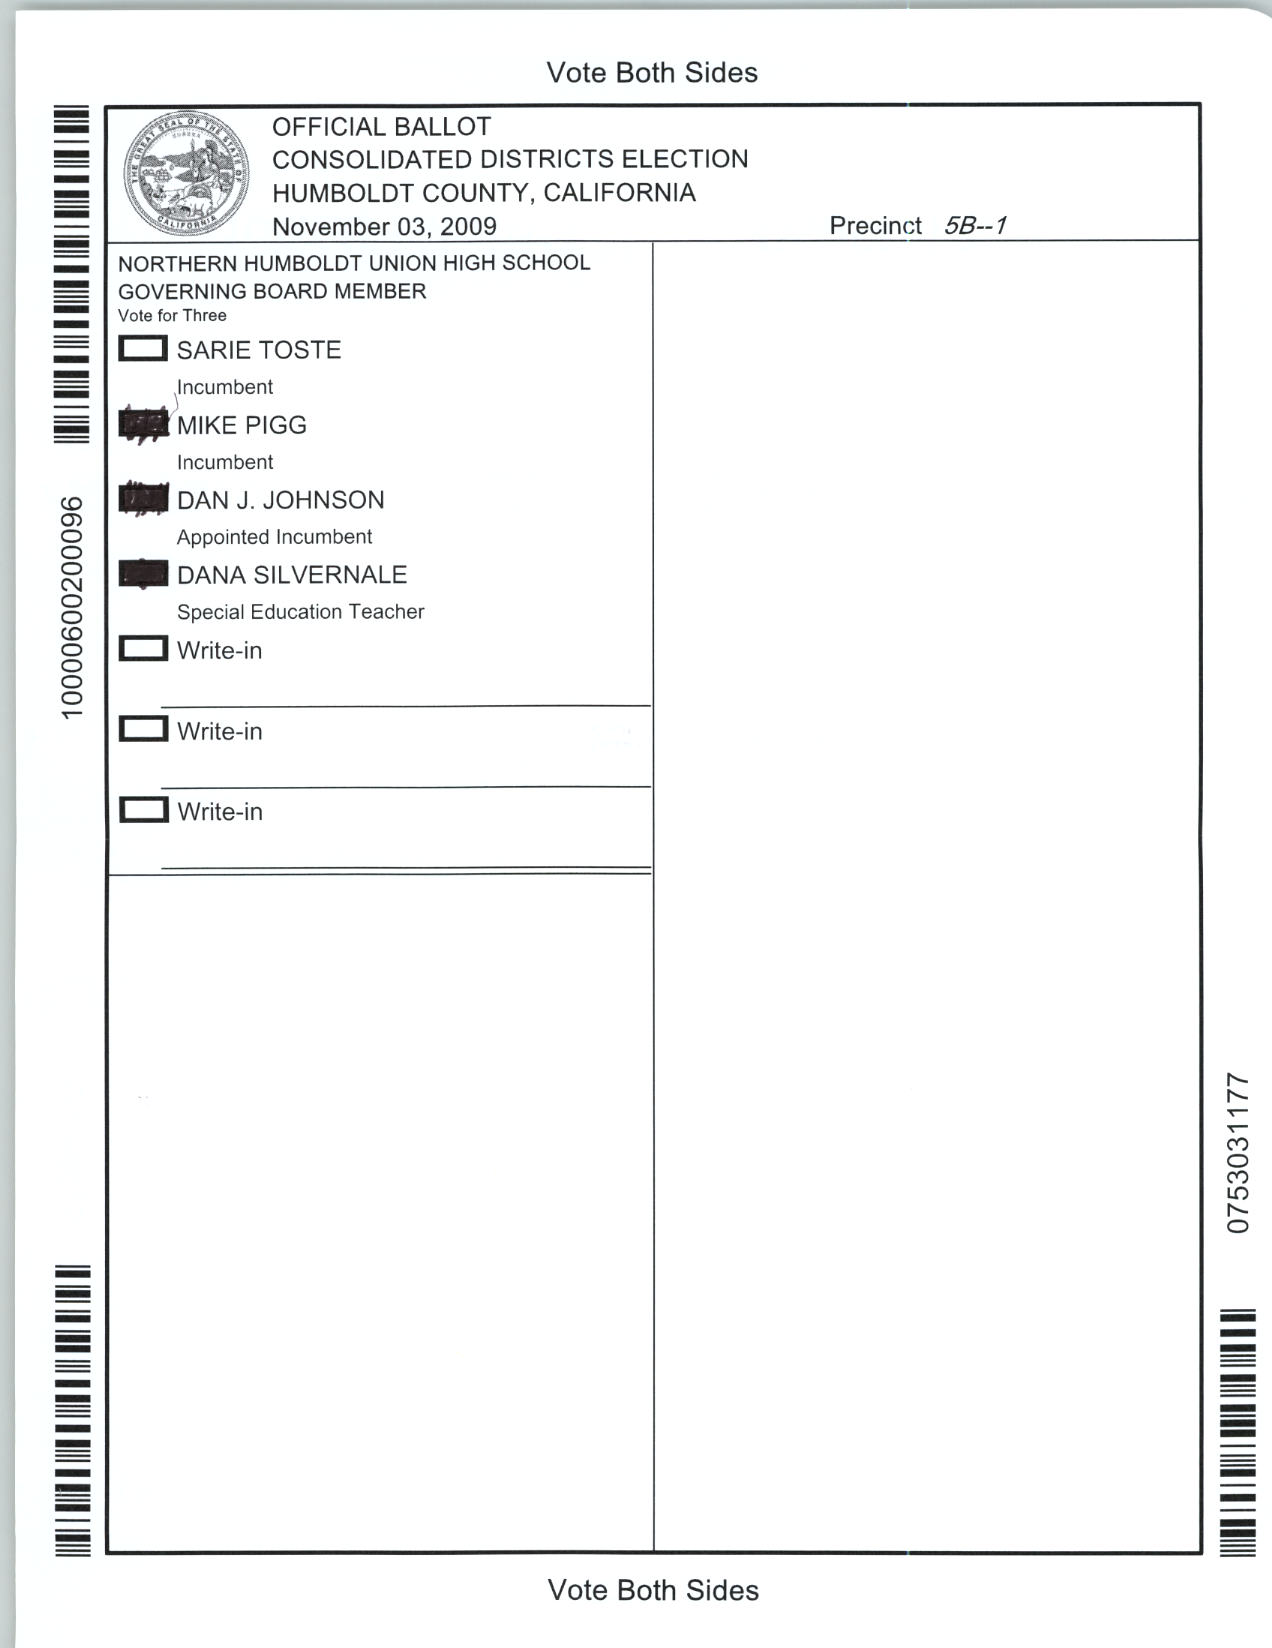 Vote Both Sides
THE GREAT SEAL OF THE STATE OF CALIFORNIA
EUREKA
OFFICIAL BALLOT
CONSOLIDATED DISTRICTS ELECTION
HUMBOLDT COUNTY, CALIFORNIA
November 03, 2009
Precinct 5B--1
NORTHERN HUMBOLDT UNION HIGH SCHOOL
GOVERNING BOARD MEMBER
Vote for Three
SARIE TOSTE
Incumbent
MIKE PIGG
Incumbent
DAN J. JOHNSON
Appointed Incumbent
DANA SILVERNALE
Special Education Teacher
Write-in
Write-in
Write-in
10000600200096
0753031177
Vote Both Sides